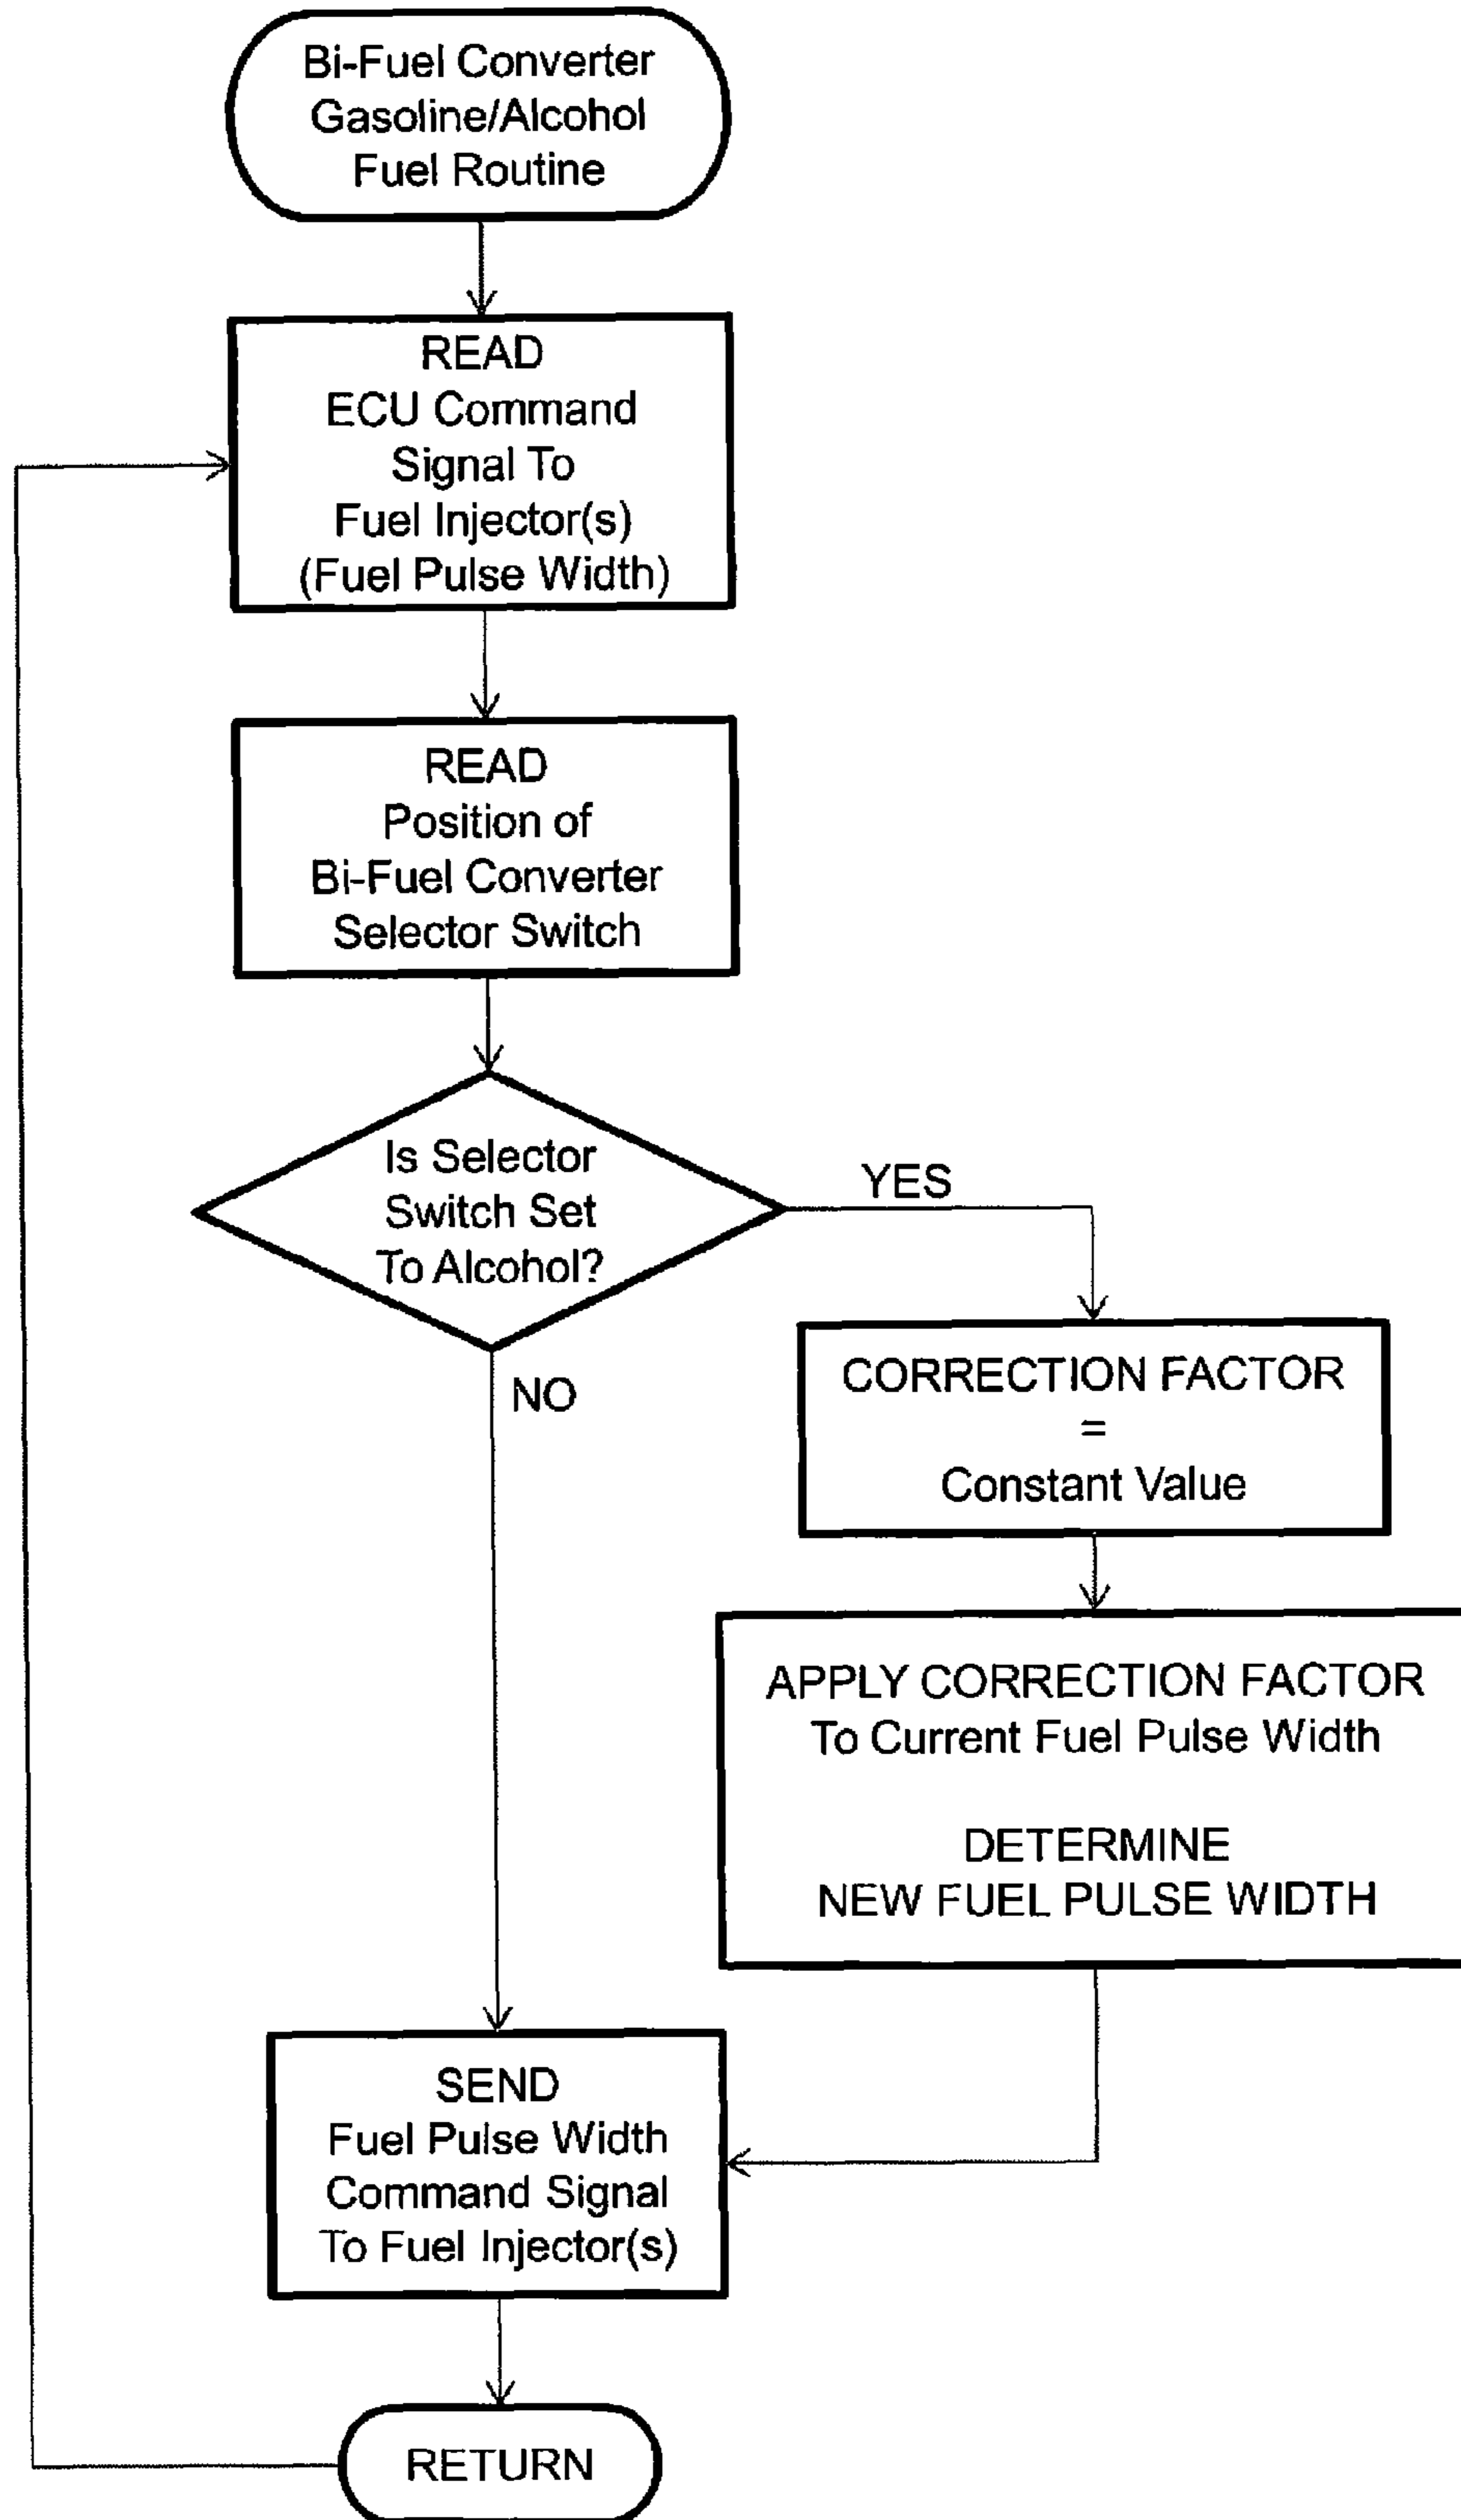 Bi-Fuel Converter
Gasoline/Alcohol
Fuel Routine
READ
ECU Command
Signal To
Fuel Injector(s)
(Fuel Pulse Width)
READ
Position of
Bi-Fuel Converter
Selector Switch
Is Selector
Switch Set
To Alcohol?
YES
NO
CORRECTION FACTOR
=
Constant Value
APPLY CORRECTION FACTOR
To Current Fuel Pulse Width
DETERMINE
NEW FUEL PULSE WIDTH
SEND
Fuel Pulse Width
Command Signal
To Fuel Injector(s)
RETURN